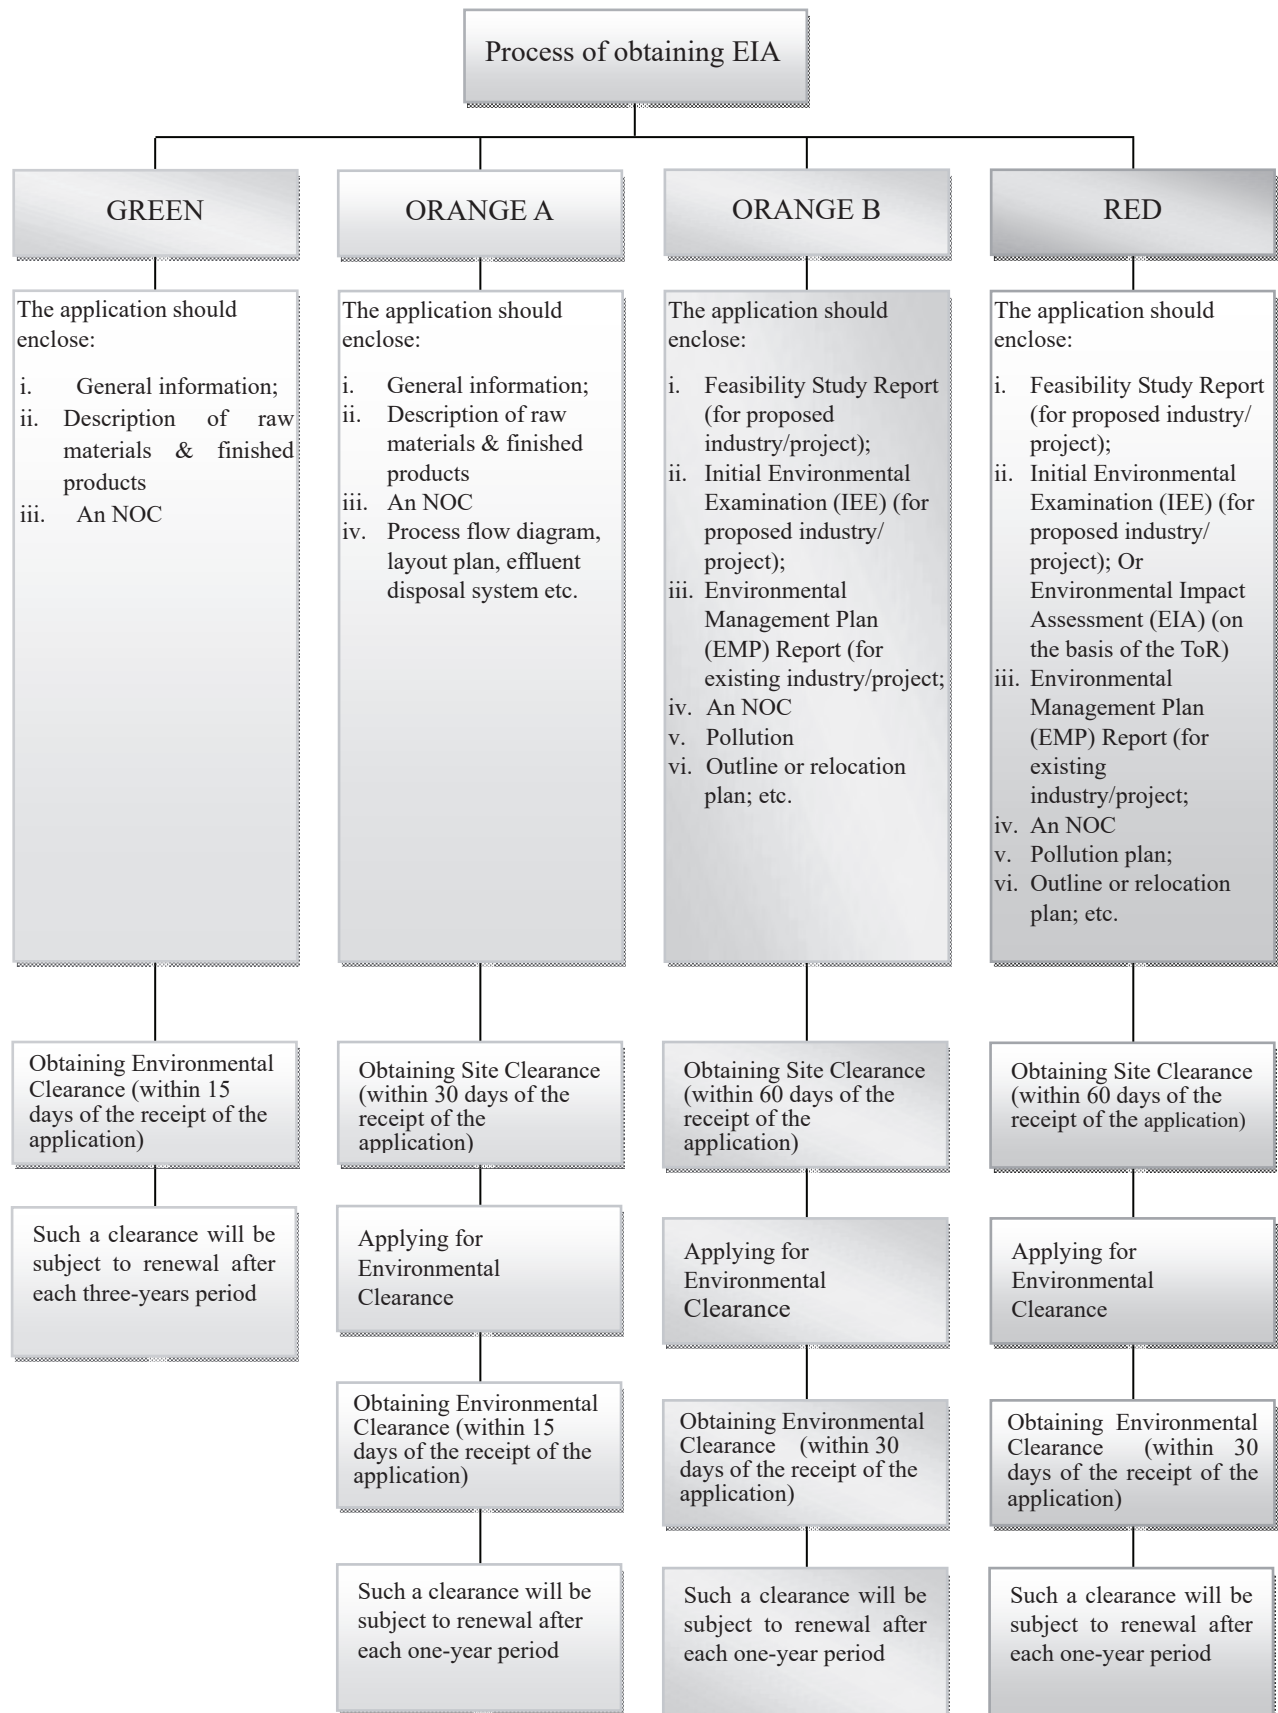 Process of obtaining EIA
GREEN
ORANGE A
ORANGE B
RED
The application should
enclose:
i. General information;
ii. Description of raw
materials & finished
products
iii. An NOC
The application should
enclose:
i. General information;
ii. Description of raw
materials & finished
products
iii. An NOC
iv. Process flow diagram,
layout plan, effluent
disposal system etc.
The application should
enclose:
i. Feasibility Study Report
(for proposed
industry/project);
ii. Initial Environmental
Examination (IEE) (for
proposed industry/
project);
iii. Environmental
Management Plan
(EMP) Report (for
existing industry/project;
iv. An NOC
v. Pollution
vi. Outline or relocation
plan; etc.
The application should
enclose:
i. Feasibility Study Report
(for proposed industry/
project);
ii. Initial Environmental
Examination (IEE) (for
proposed industry/
project); Or
Environmental Impact
Assessment (EIA) (on
the basis of the ToR)
iii. Environmental
Management Plan
(EMP) Report (for
existing
industry/project;
iv. An NOC
v. Pollution plan;
vi. Outline or relocation
plan; etc.
Obtaining Environmental
Clearance (within 15
days of the receipt of the
application)
Obtaining Site Clearance
(within 30 days of the
receipt of the
application)
Obtaining Site Clearance
(within 60 days of the
receipt of the
application)
Obtaining Site Clearance
(within 60 days of the
receipt of the application)
Such a clearance will be
subject to renewal after
each three-years period
Applying for
Environmental
Clearance
Applying for
Environmental
Clearance
Applying for
Environmental
Clearance
Obtaining Environmental
Clearance (within 15
days of the receipt of the
application)
Obtaining Environmental
Clearance (within 30
days of the receipt of the
application)
Obtaining Environmental
Clearance (within 30
days of the receipt of the
application)
Such a clearance will be
subject to renewal after
each one-year period
Such a clearance will be
subject to renewal after
each one-year period
Such a clearance will be
subject to renewal after
each one-year period